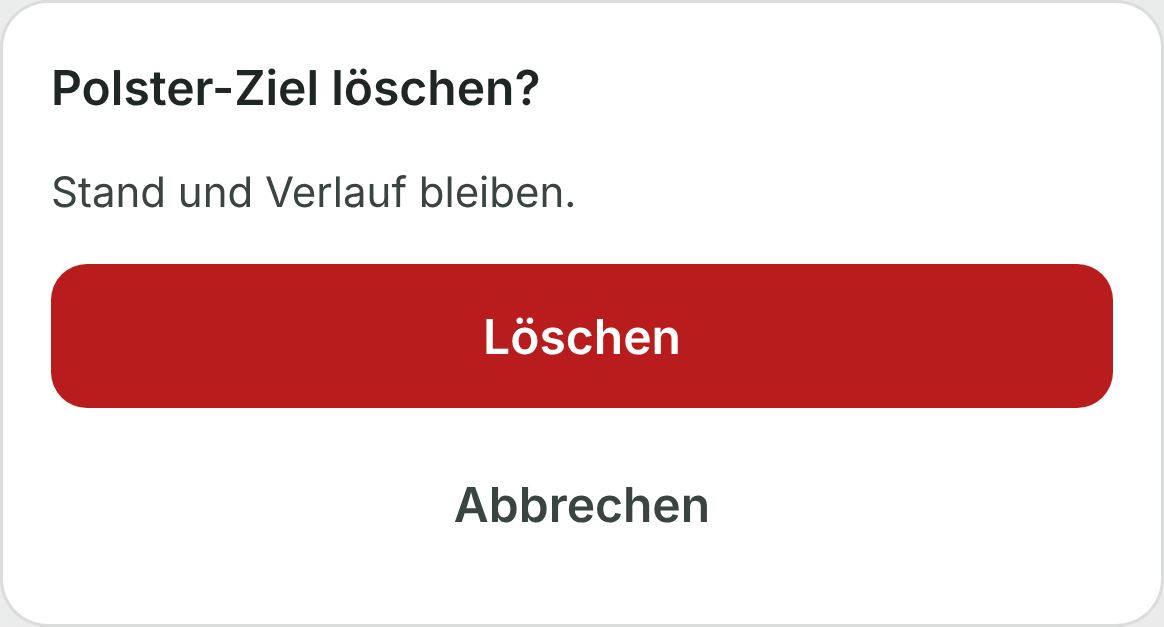 Polster-Ziel löschen?
Stand und Verlauf bleiben.
Löschen
Abbrechen